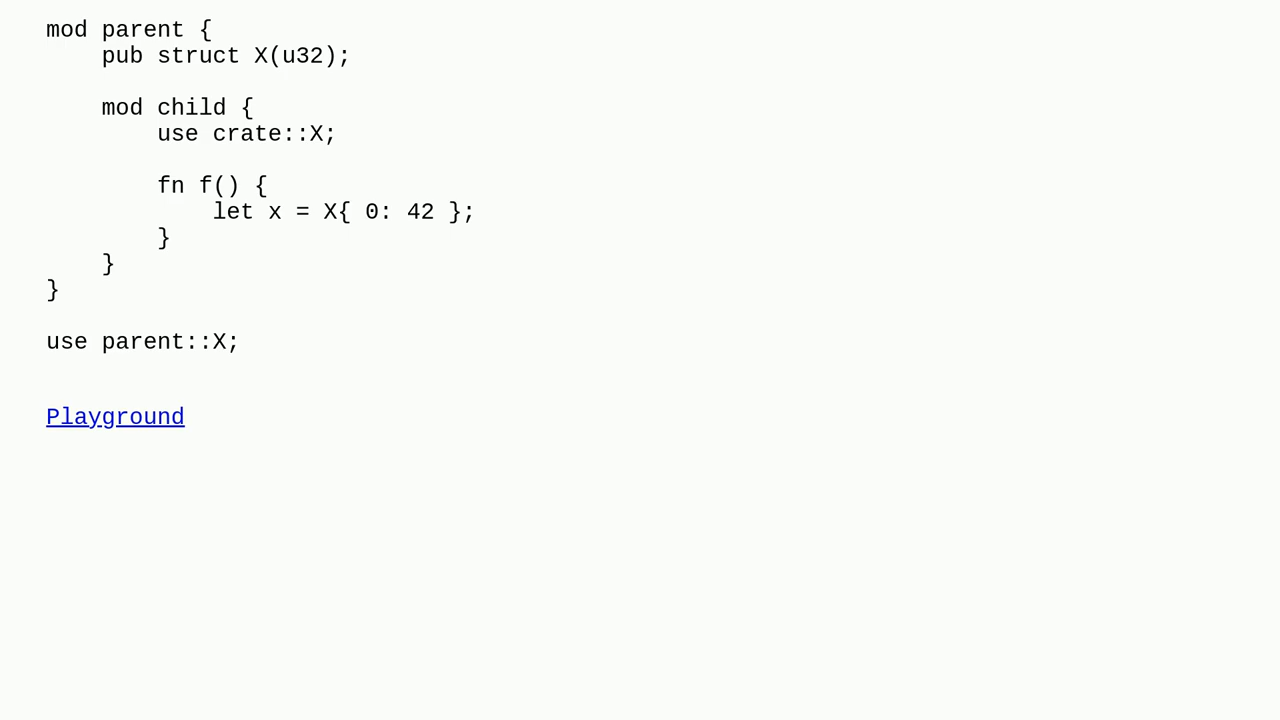 mod parent {
    pub struct X(u32);

    mod child {
        use crate::X;

        fn f() {
            let x = X{ 0: 42 };
        }
    }
}

use parent::X;

Playground